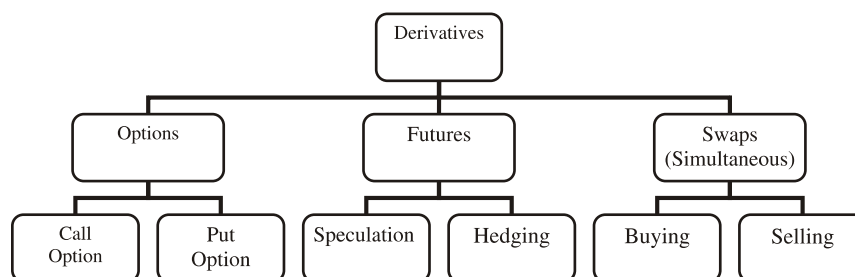 Derivatives
Options
Futures
Swaps
(Simultaneous)
Call
Option
Put
Option
Speculation
Hedging
Buying
Selling